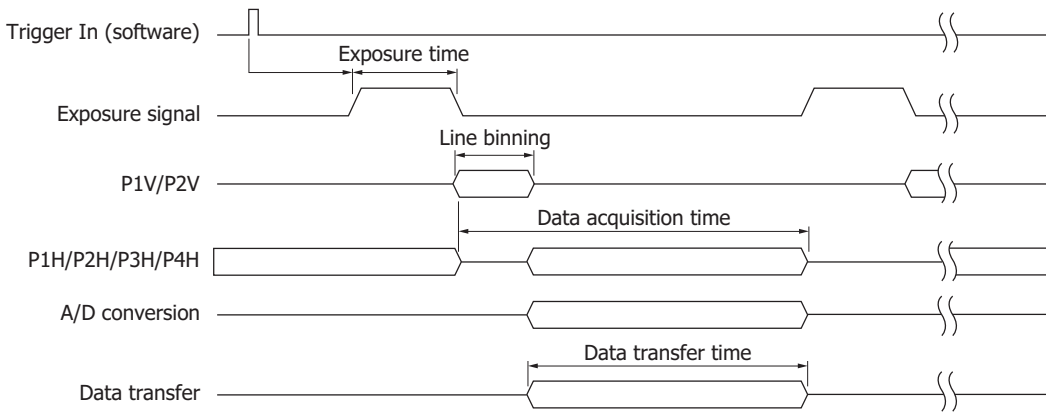 Trigger In (software)
Exposure time
Exposure signal
Line binning
P1V/P2V
Data acquisition time
P1H/P2H/P3H/P4H
A/D conversion
Data transfer time
Data transfer